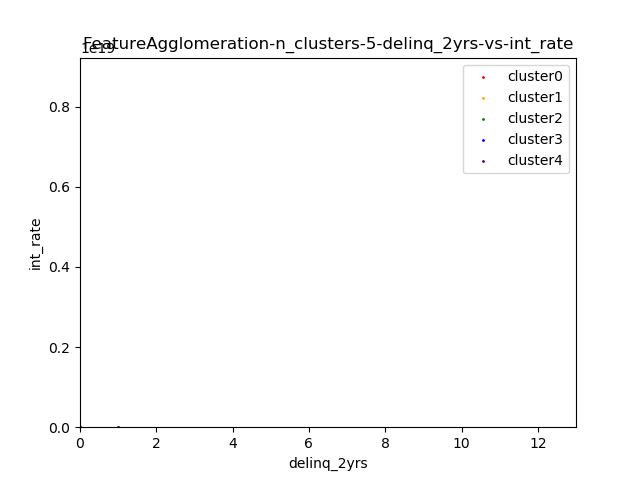 FeatureAgglomeration-n_clusters-5-delinq_2yrs-vs-int_rate
1e19
cluster0
cluster1
cluster2
cluster3
cluster4
0.8
0.6
0.4
0.2
0.0
int_rate
0 2 4 6 8 10 12
delinq_2yrs